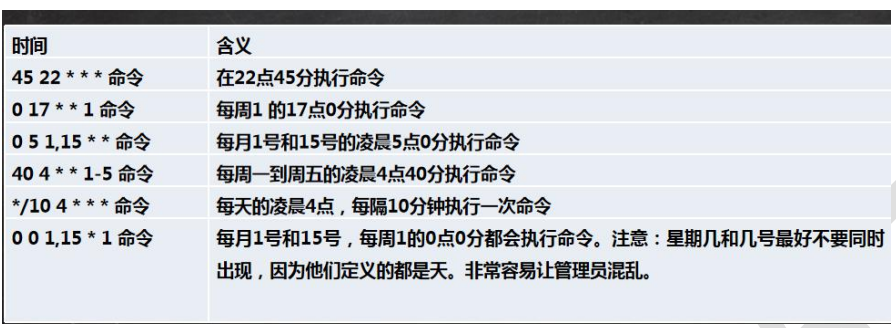 时间 含义
45 22 * * * 命令 在22点45分执行命令
0 17 * * 1 命令 每周1 的17点0分执行命令
0 5 1,15 * * 命令 每月1号和15号的凌晨5点0分执行命令
40 4 * * 1-5 命令 每周一到周五的凌晨4点40分执行命令
*/10 4 * * * 命令 每天的凌晨4点，每隔10分钟执行一次命令
0 0 1,15 * 1 命令 每月1号和15号，每周1的0点0分都会执行命令。注意：星期几和几号最好不要同时
出现，因为他们定义的都是天。非常容易让管理员混乱。